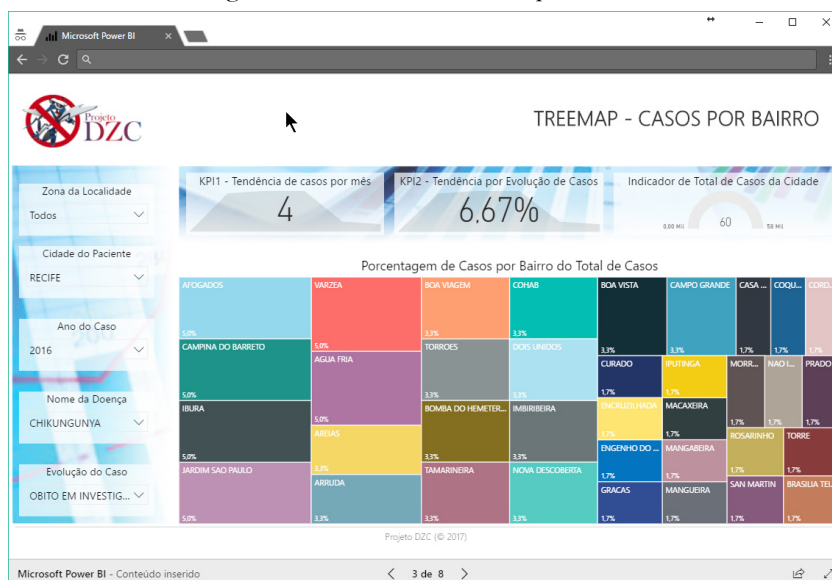 Microsoft Power BI
Projeto
DZC
TREEMAP - CASOS POR BAIRRO
Zona da Localidade
Todos
Cidade do Paciente
RECIFE
Ano do Caso
2016
Nome da Doença
CHIKUNGUNYA
Evolução do Caso
OBITO EM INVESTIG...
KPI1 - Tendência de casos por mês
4
KPI2 - Tendência por Evolução de Casos
6,67%
Indicador de Total de Casos da Cidade
60
0,00 Mil
58 Mil
Porcentagem de Casos por Bairro do Total de Casos
AFOGADOS
5,0%
CAMPINA DO BARRETO
5,0%
IBURA
5,0%
JARDIM SAO PAULO
5,0%
VARZEA
5,0%
AGUA FRIA
5,0%
AREIAS
3,3%
ARRUDA
3,3%
BOA VIAGEM
3,3%
TORROES
3,3%
BOMBA DO HEMETER...
3,3%
TAMARINEIRA
3,3%
COHAB
3,3%
DOIS UNIDOS
3,3%
IMBIRIBEIRA
3,3%
NOVA DESCOBERTA
3,3%
BOA VISTA
3,3%
CAMPO GRANDE
3,3%
CASA ...
1,7%
COQU...
1,7%
CORD...
1,7%
CURADO
1,7%
IPUTINGA
1,7%
MORR...
1,7%
NAO I...
1,7%
PRADO
1,7%
ENCRUZILHADA
1,7%
MACAXEIRA
1,7%
ROSARINHO
1,7%
TORRE
1,7%
ENGENHO DO ...
1,7%
MANGABEIRA
1,7%
GRACAS
1,7%
MANGUEIRA
1,7%
SAN MARTIN
1,7%
BRASILIA TEI...
1,7%
Projeto DZC (© 2017)
Microsoft Power BI - Conteúdo inserido
3 de 8